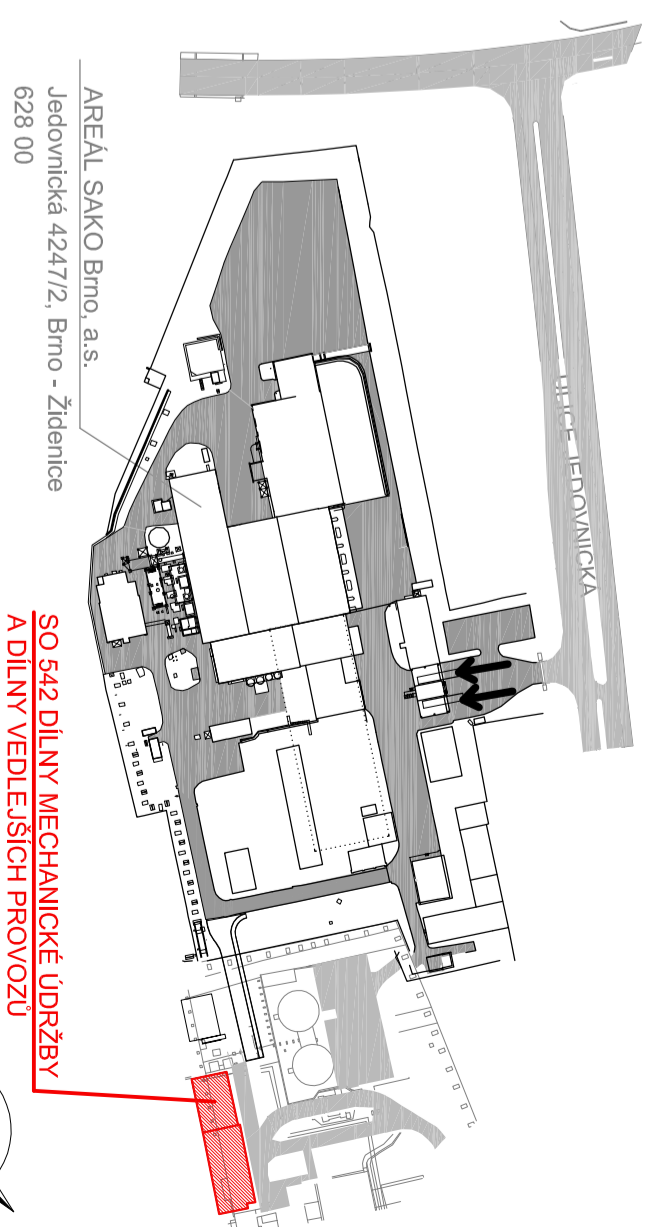 ULICE JEDOVNICKÁ
AREÁL SAKO Brno, a.s.
Jedovnická 4247/2, Brno - Židenice
628 00
SO 542 DÍLNY MECHANICKÉ ÚDRŽBY
A DÍLNY VEDLEJŠÍCH PROVOZŮ